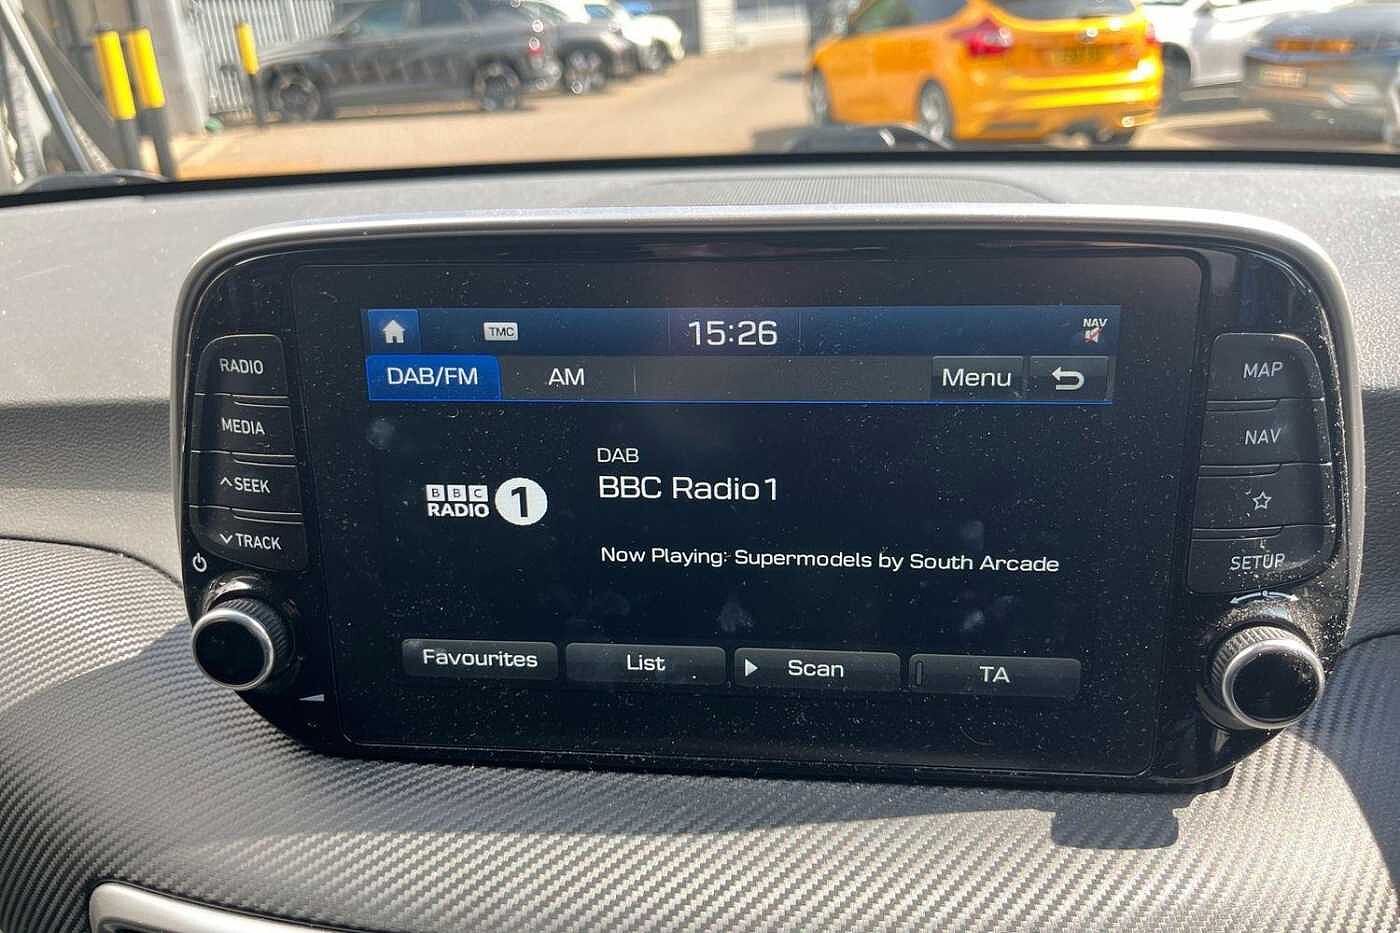 TMC
15:26
NAV
DAB/FM
AM
Menu
RADIO
MEDIA
SEEK
TRACK
DAB
BBC Radio 1
BBC
RADIO 1
Now Playing: Supermodels by South Arcade
Favourites
List
Scan
TA
MAP
NAV
SETUP